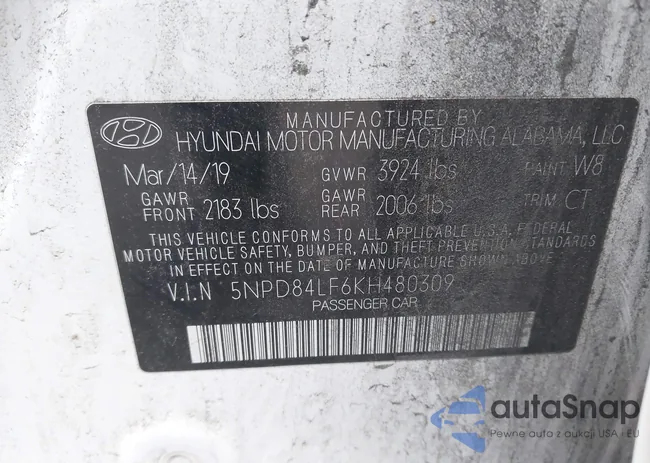 MANUFACTURED BY
HYUNDAI MOTOR MANUFACTURING ALABAMA, LLC
Mar/14/19 GVWR 3924 lbs PAINT W8
GAWR FRONT 2183 lbs GAWR REAR 2006 lbs TRIM CT
THIS VEHICLE CONFORMS TO ALL APPLICABLE U.S.A. FEDERAL
MOTOR VEHICLE SAFETY, BUMPER, AND THEFT PREVENTION STANDARDS
IN EFFECT ON THE DATE OF MANUFACTURE SHOWN ABOVE.
V.I.N 5NPD84LF6KH480309
PASSENGER CAR
autoSnap
Pewne auta z aukcji USA i EU